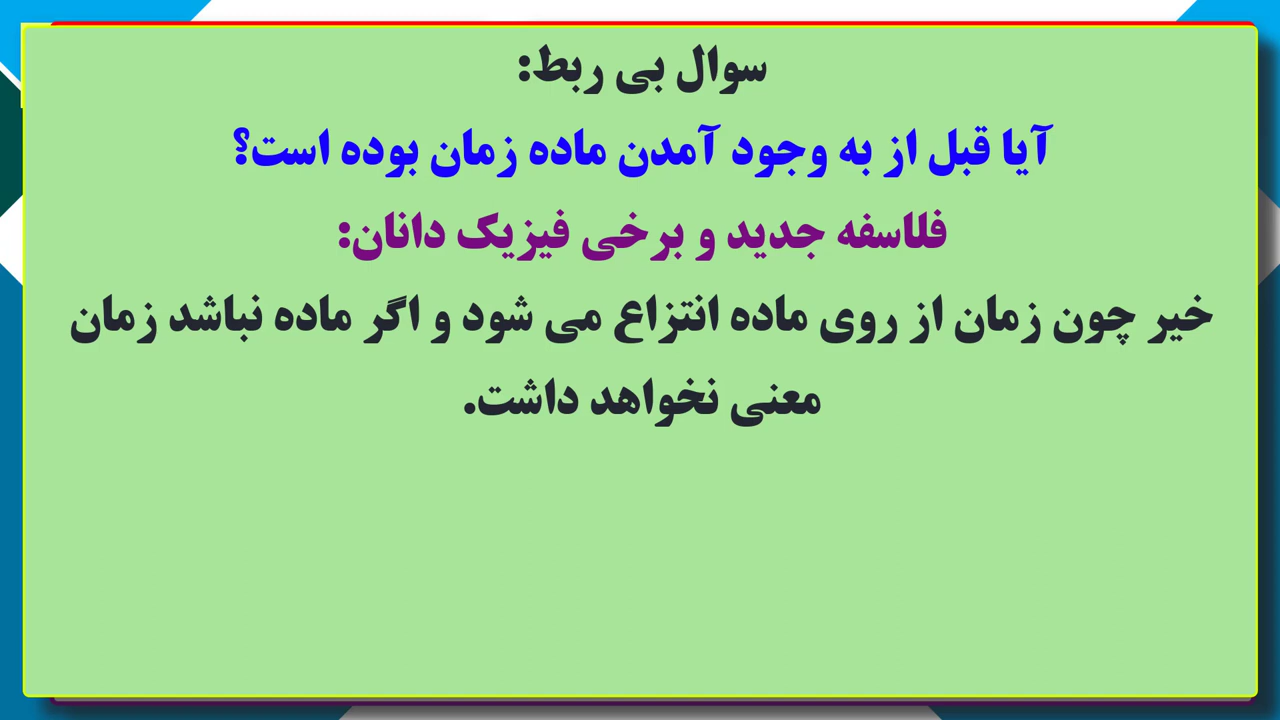 سوال بی ربط:
آیا قبل از به وجود آمدن ماده زمان بوده است؟
فلاسفه جدید و برخی فیزیک دانان:
خیر چون زمان از روی ماده انتزاع می شود و اگر ماده نباشد زمان
معنی نخواهد داشت.